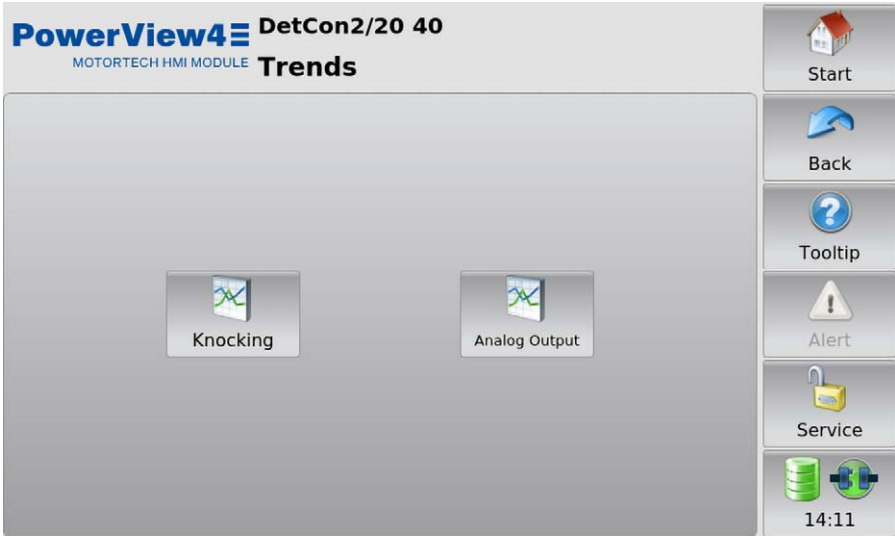 PowerView4
MOTORTECH HMI MODULE
DetCon2/20 40
Trends
Start
Back
Tooltip
Alert
Service
14:11
Knocking
Analog Output